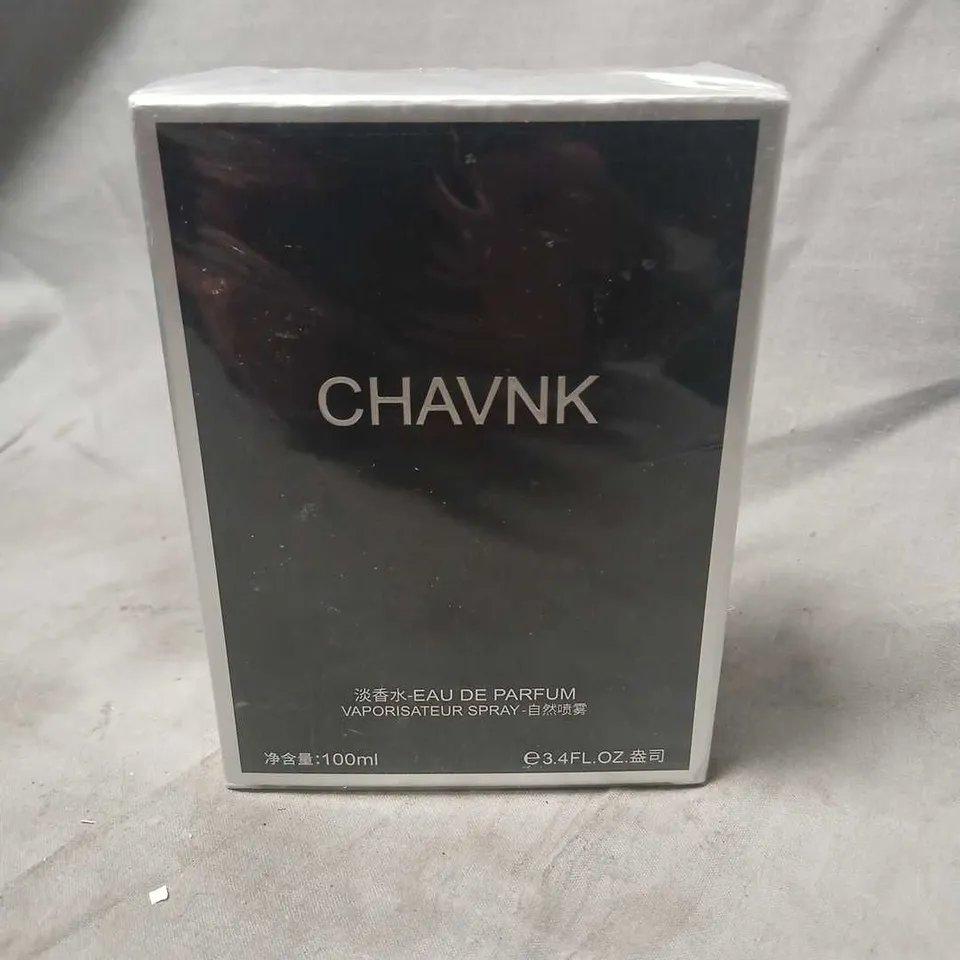 CHAVNK
淡香水-EAU DE PARFUM
VAPORISATEUR SPRAY-自然喷雾
净含量:100ml
℮3.4FL.OZ.盎司